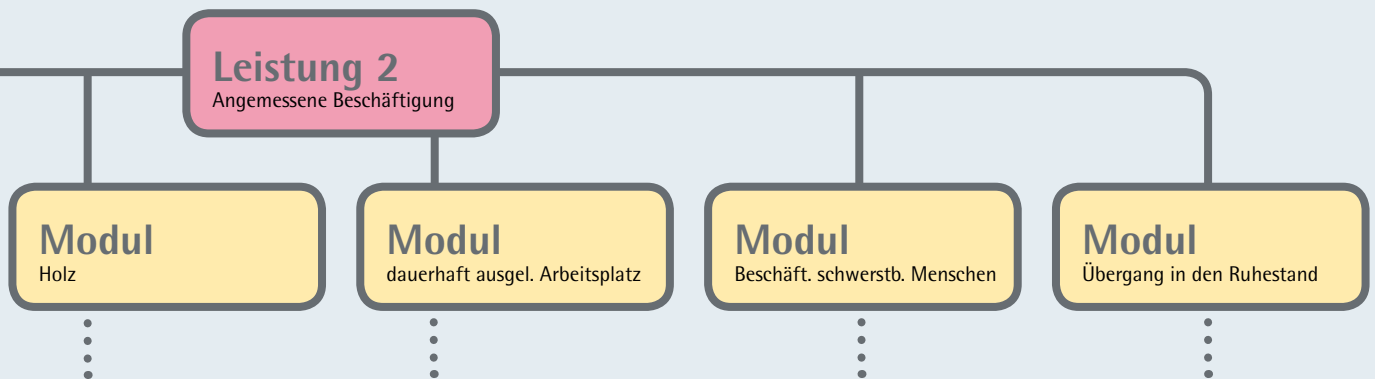 Leistung 2
Angemessene Beschäftigung
Modul
Holz
Modul
dauerhaft ausgel. Arbeitsplatz
Modul
Beschäft. schwerstb. Menschen
Modul
Übergang in den Ruhestand